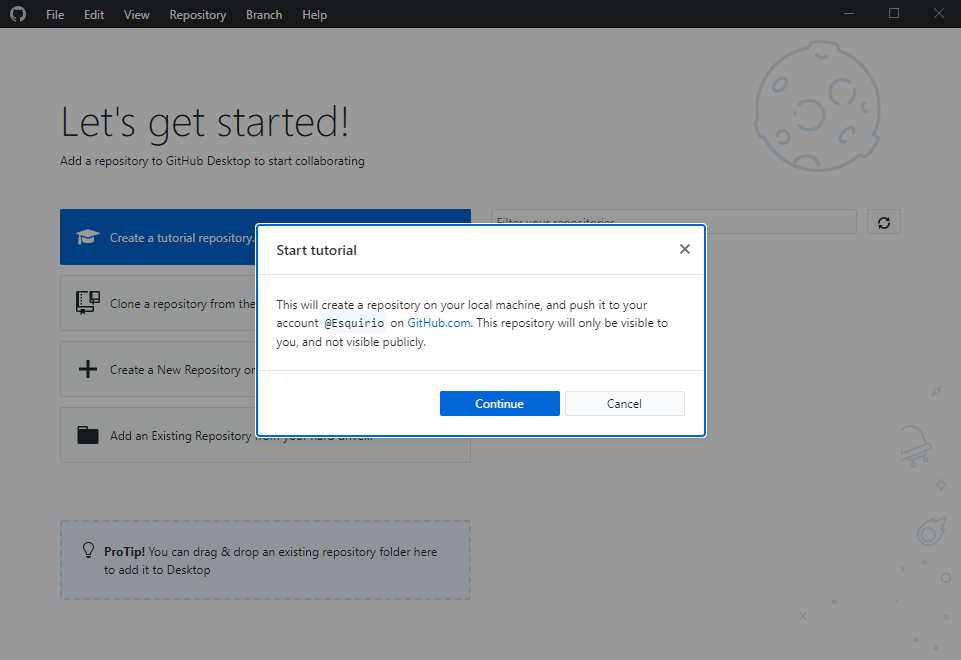 File Edit View Repository Branch Help
Let's get started!
Add a repository to GitHub Desktop to start collaborating
Create a tutorial repository.
Filter your repositories
Start tutorial
This will create a repository on your local machine, and push it to your
account @Esquirio on GitHub.com. This repository will only be visible to
you, and not visible publicly.
Continue Cancel
Clone a repository from the
Create a New Repository on
Add an Existing Repository from your hard drive...
ProTip! You can drag & drop an existing repository folder here
to add it to Desktop